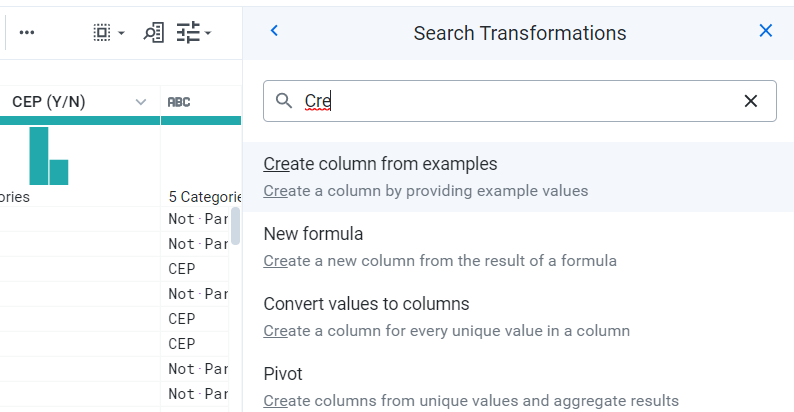 Search Transformations
CEP (Y/N)
ABC
Cre
ories
5 Categorie
Not·Par
Not·Par
CEP
Not·Par
CEP
CEP
Not·Par
Not·Par
Create column from examples
Create a column by providing example values
New formula
Create a new column from the result of a formula
Convert values to columns
Create a column for every unique value in a column
Pivot
Create columns from unique values and aggregate results